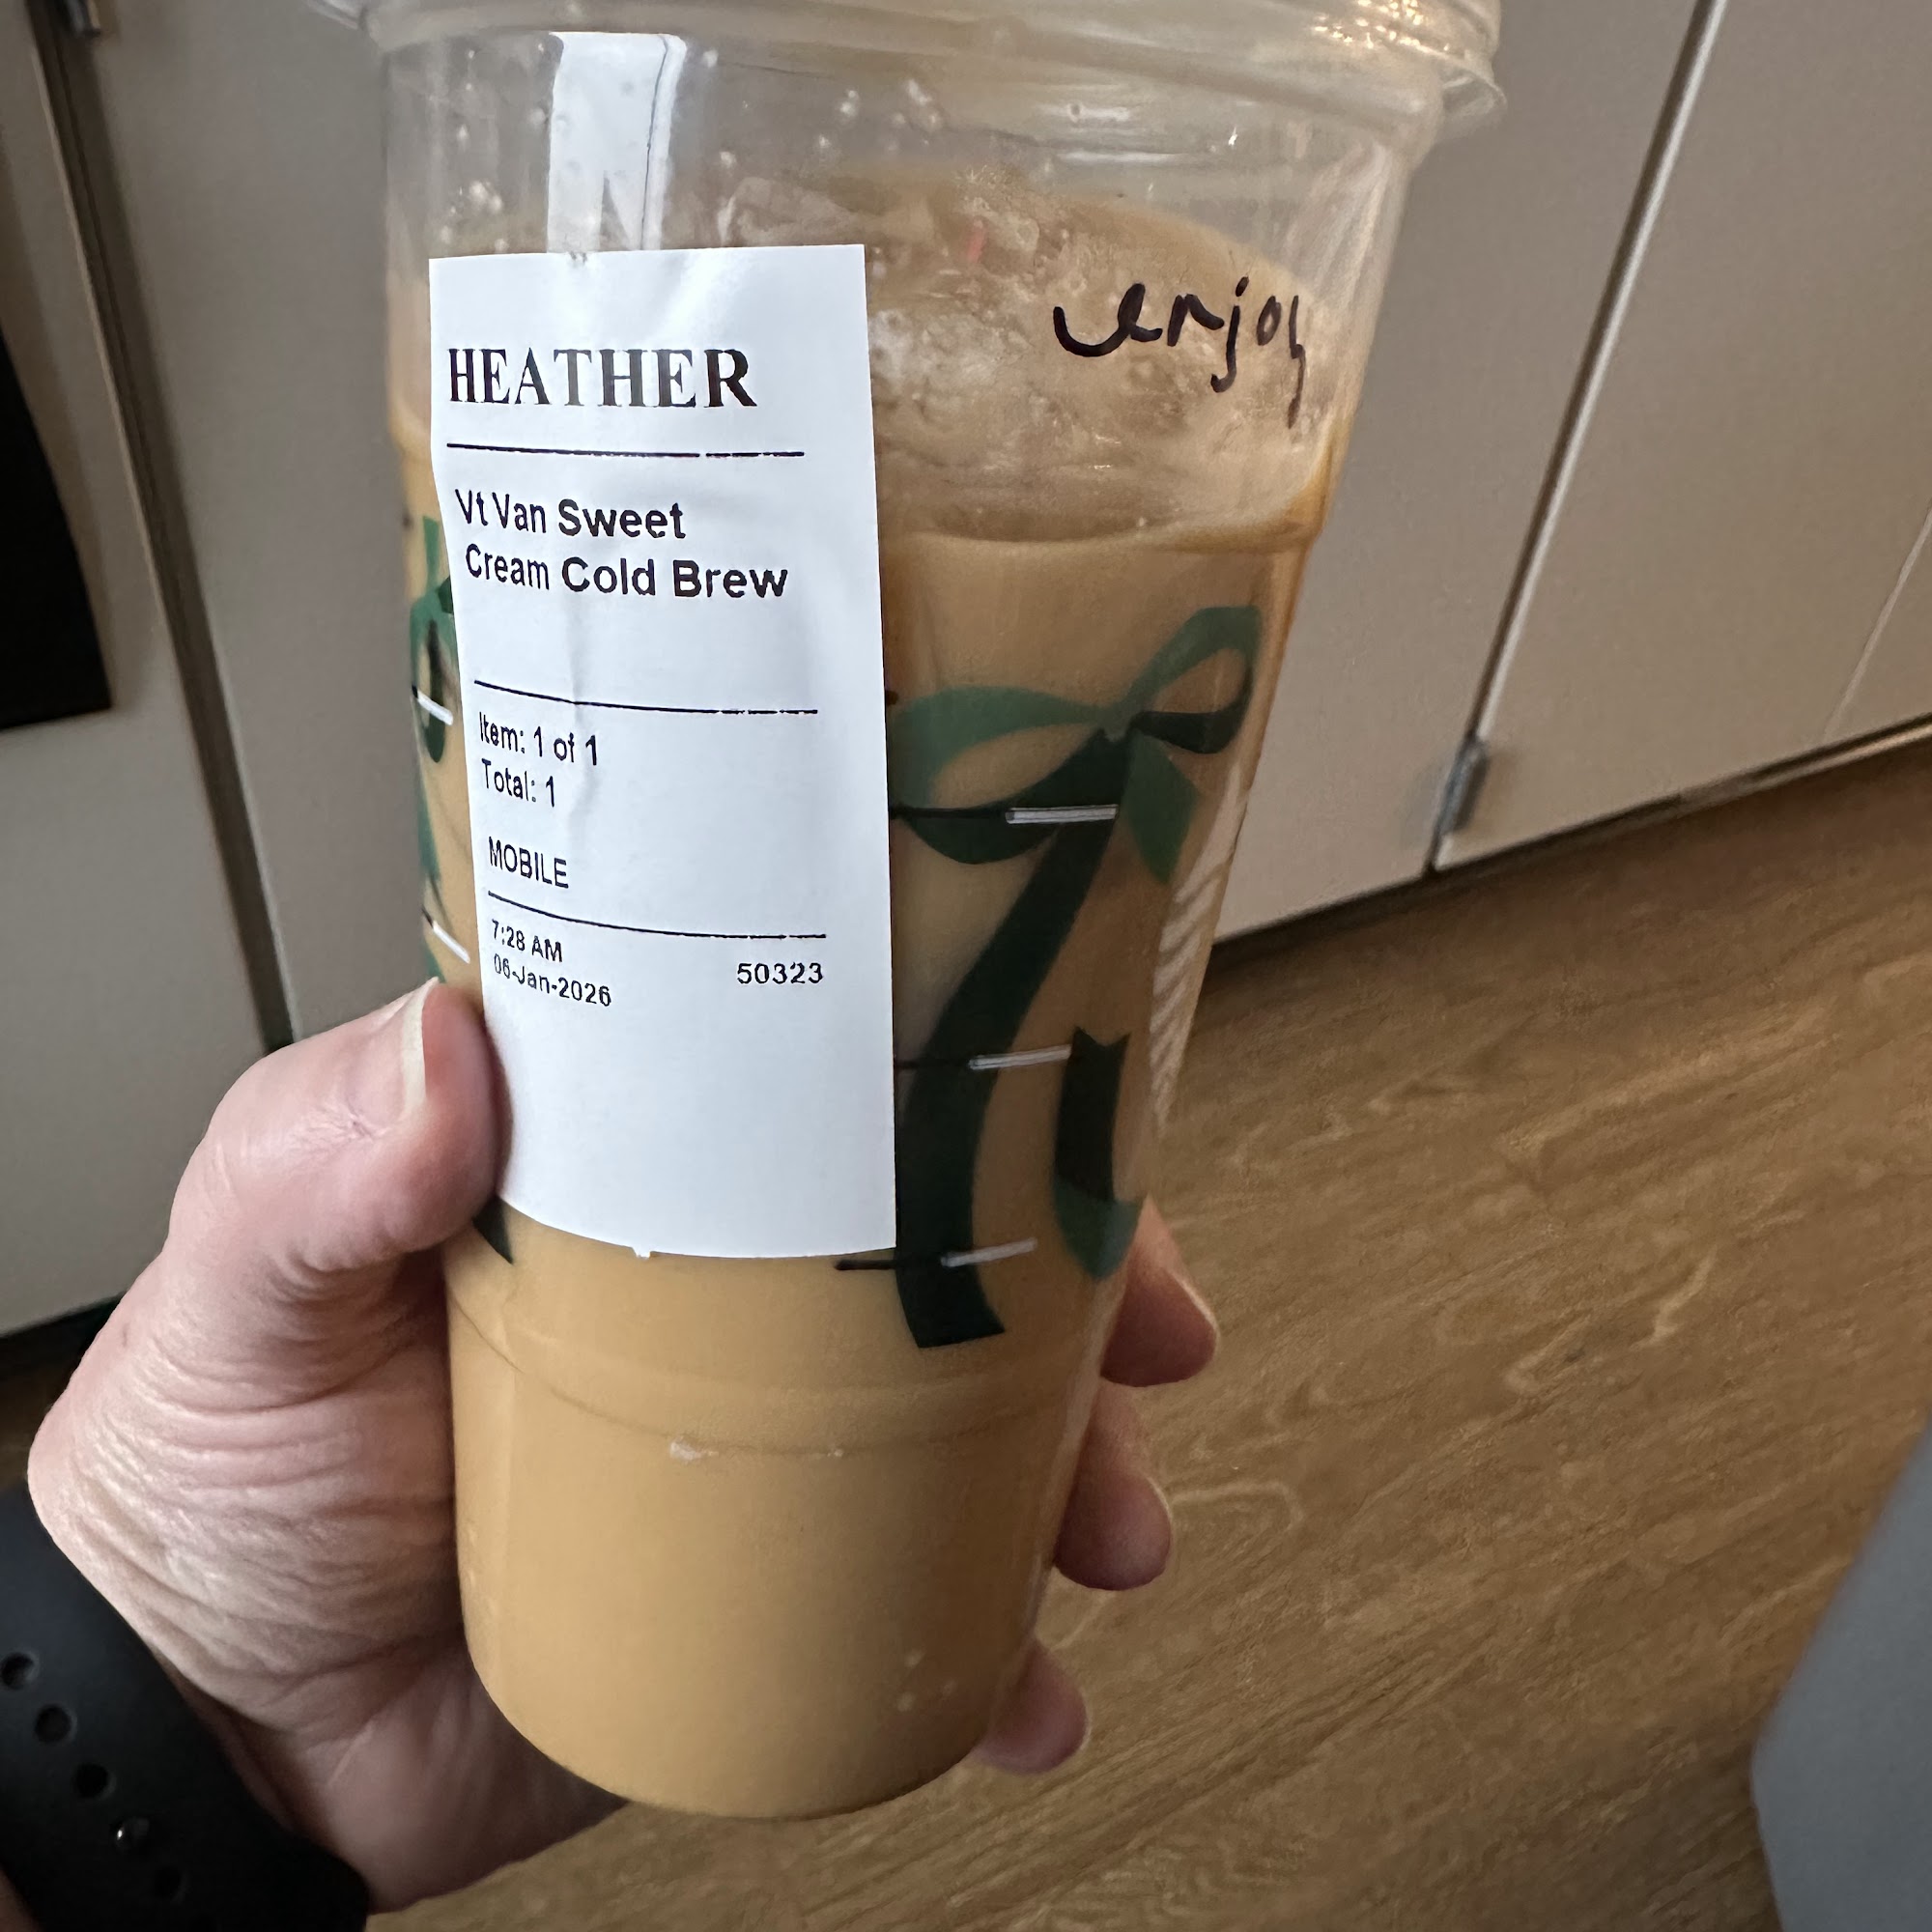 HEATHER
Vt Van Sweet
Cream Cold Brew
Item: 1 of 1
Total: 1
MOBILE
7:28 AM
06-Jan-2026 50323
enjoy